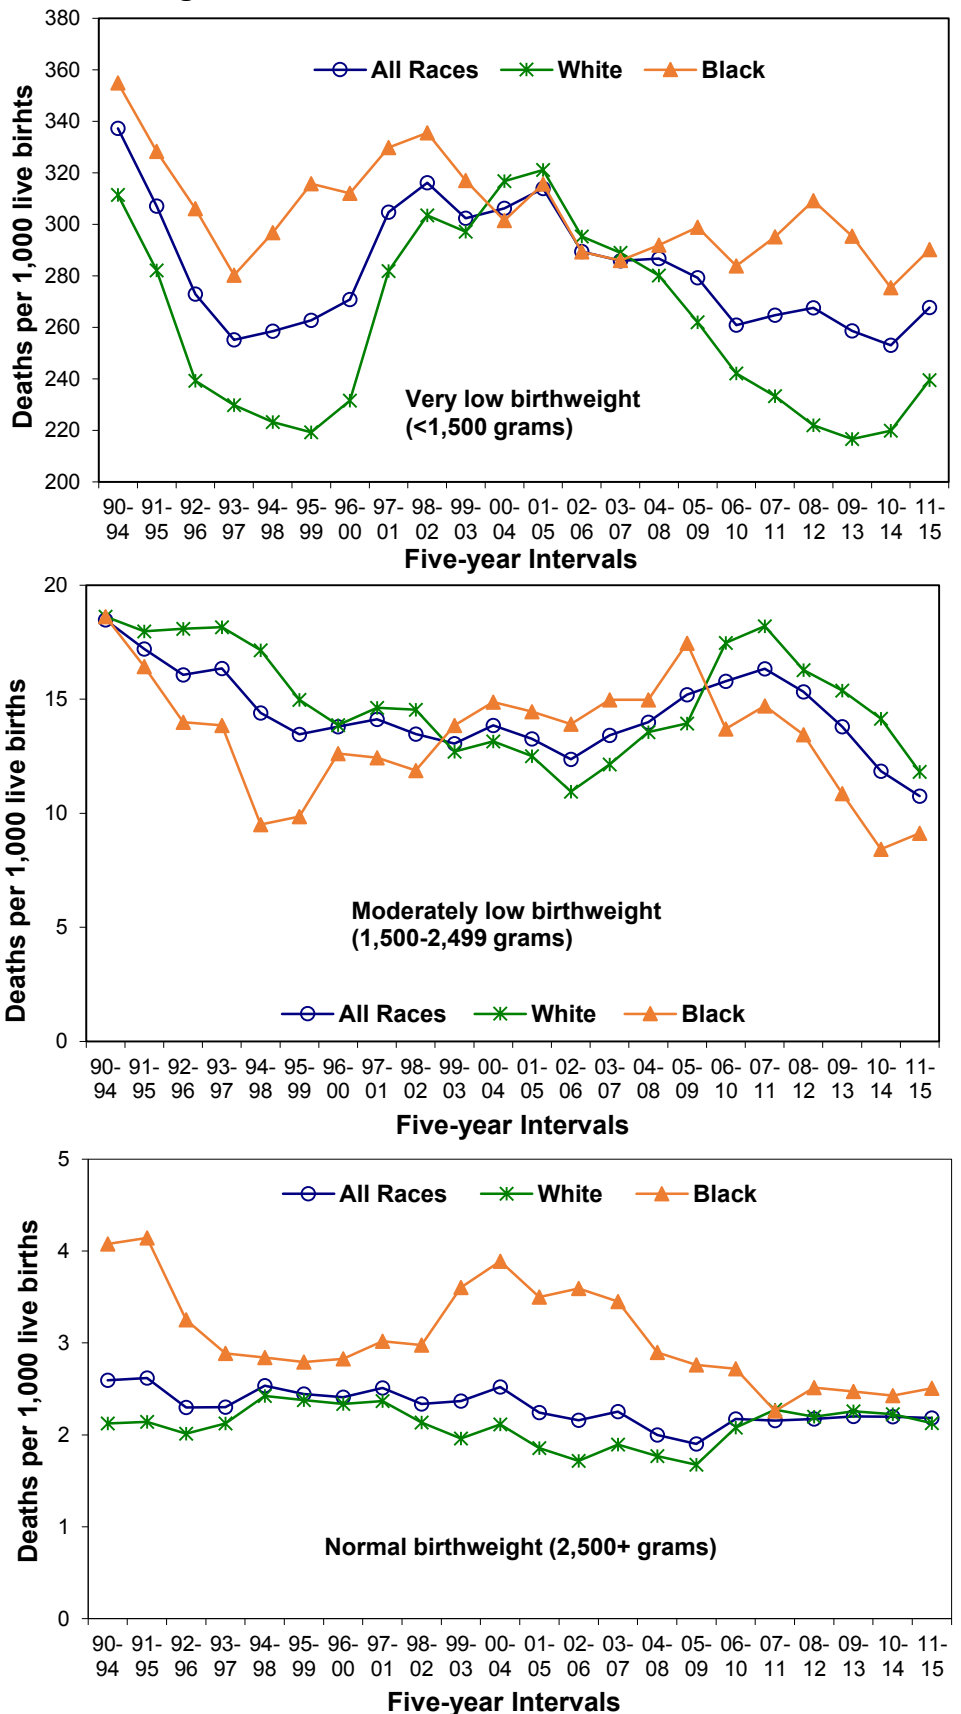 380
360
340
320
300
280
260
240
220
200
Deaths per 1,000 live birhts
All Races White Black
Very low birthweight
(<1,500 grams)
90- 91- 92- 93- 94- 95- 96- 97- 98- 99- 00- 01- 02- 03- 04- 05- 06- 07- 08- 09- 10- 11-
94 95 96 97 98 99 00 01 02 03 04 05 06 07 08 09 10 11 12 13 14 15
Five-year Intervals
20
15
10
5
0
Deaths per 1,000 live births
Moderately low birthweight
(1,500-2,499 grams)
All Races White Black
90- 91- 92- 93- 94- 95- 96- 97- 98- 99- 00- 01- 02- 03- 04- 05- 06- 07- 08- 09- 10- 11-
94 95 96 97 98 99 00 01 02 03 04 05 06 07 08 09 10 11 12 13 14 15
Five-year Intervals
5
4
3
2
1
0
Deaths per 1,000 live births
All Races White Black
Normal birthweight (2,500+ grams)
90- 91- 92- 93- 94- 95- 96- 97- 98- 99- 00- 01- 02- 03- 04- 05- 06- 07- 08- 09- 10- 11-
94 95 96 97 98 99 00 01 02 03 04 05 06 07 08 09 10 11 12 13 14 15
Five-year Intervals